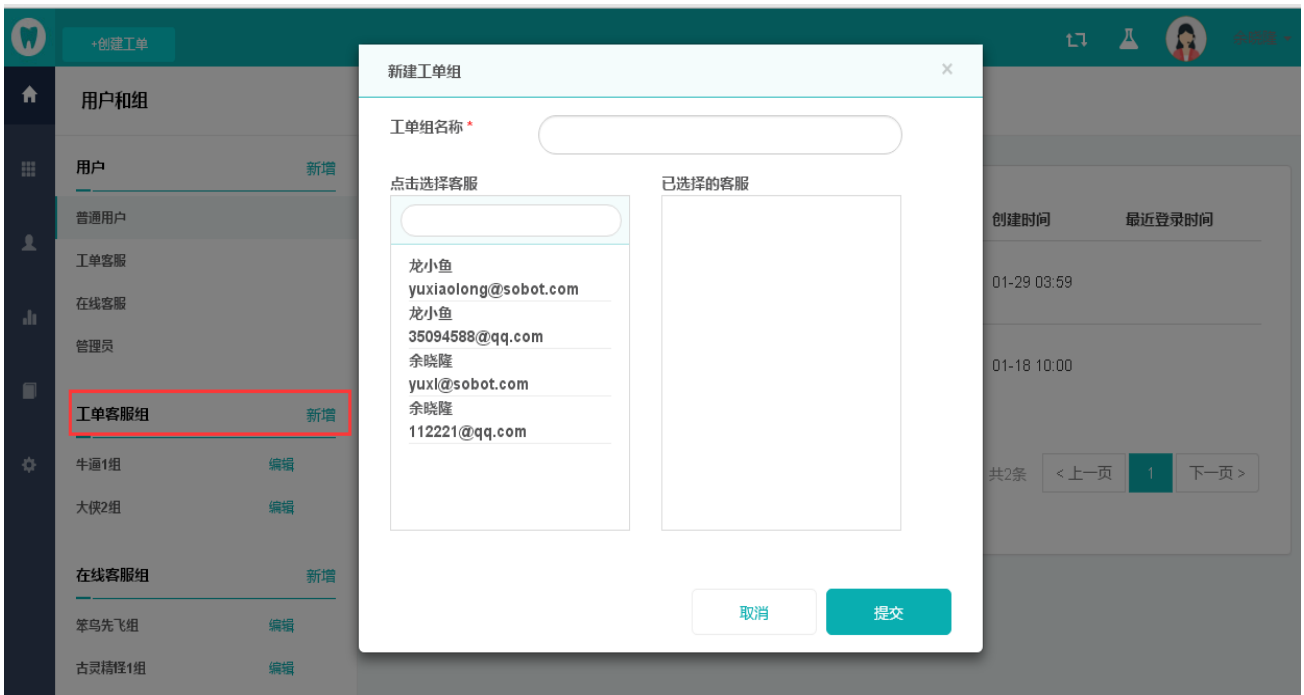 +创建工单
用户和组
用户 新增
普通用户
工单客服
在线客服
管理员
工单客服组 新增
牛逼1组 编辑
大侠2组 编辑
在线客服组 新增
笨鸟先飞组 编辑
古灵精怪1组 编辑
新建工单组 ×
工单组名称 *
点击选择客服
龙小鱼
yuxiaolong@sobot.com
龙小鱼
35094588@qq.com
余晓隆
yuxl@sobot.com
余晓隆
112221@qq.com
已选择的客服
取消 提交
创建时间 最近登录时间
01-29 03:59
01-18 10:00
共2条 <上一页 1 下一页>